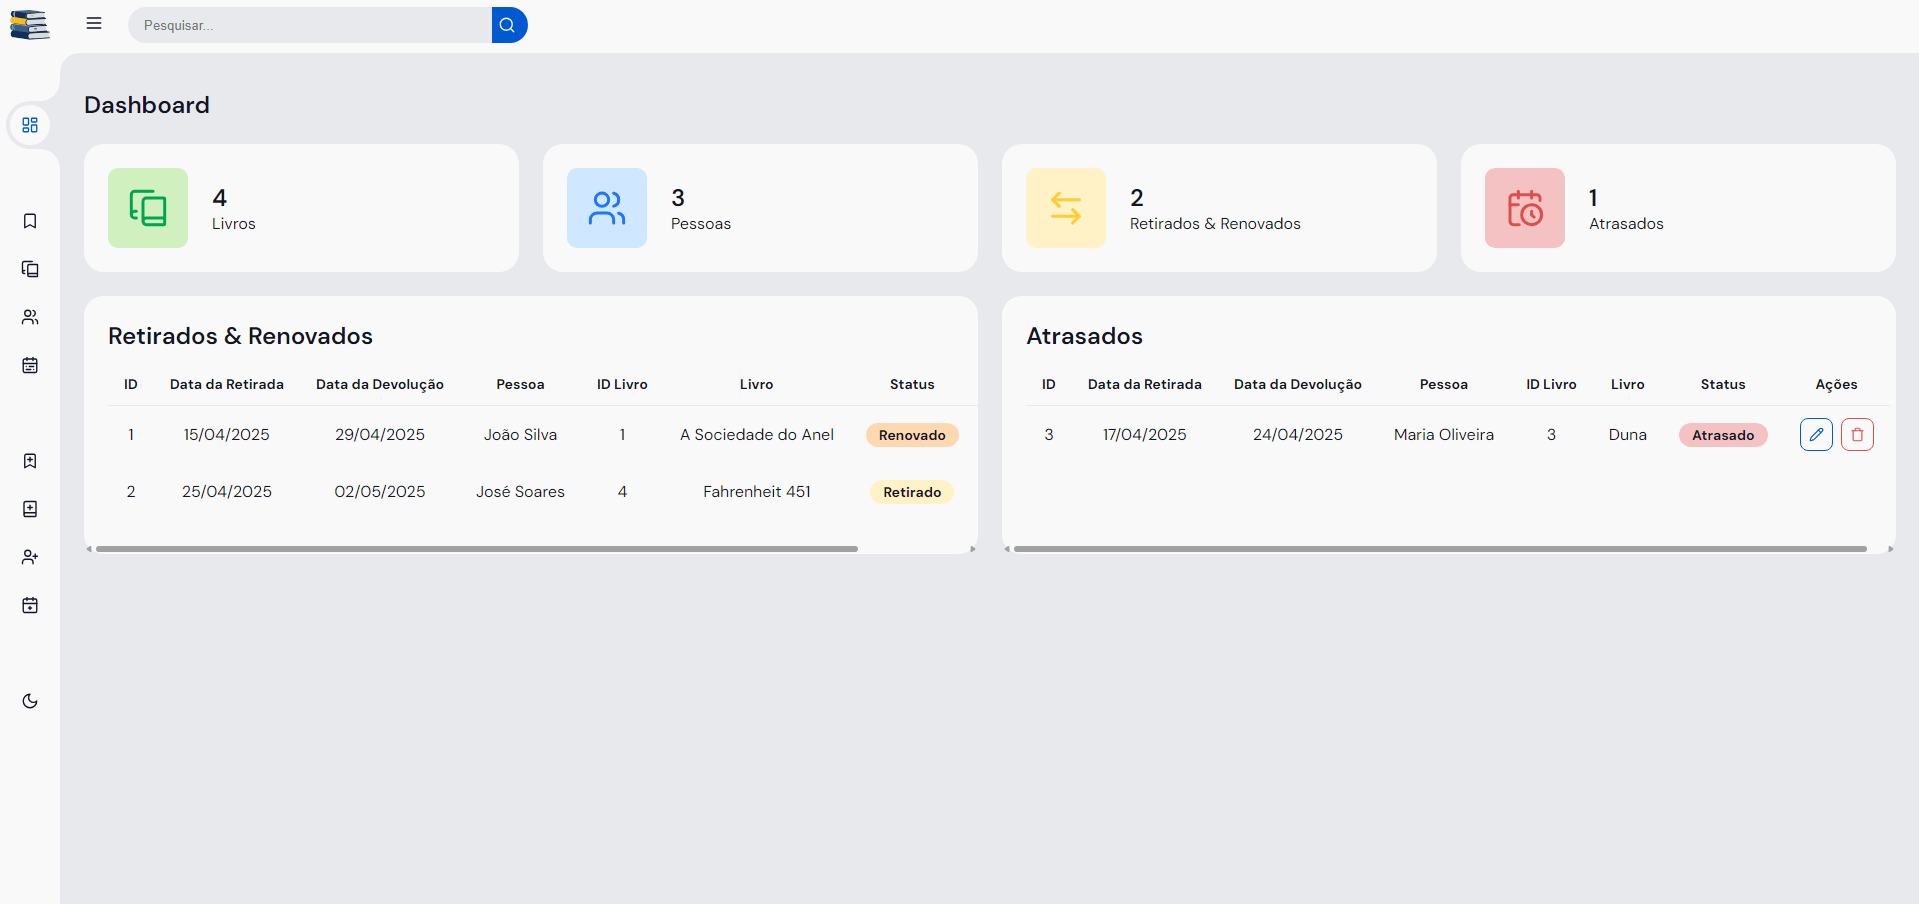 Pesquisar...
Dashboard
4
Livros
3
Pessoas
2
Retirados & Renovados
1
Atrasados
Retirados & Renovados
ID Data da Retirada Data da Devolução Pessoa ID Livro Livro Status
1 15/04/2025 29/04/2025 João Silva 1 A Sociedade do Anel Renovado
2 25/04/2025 02/05/2025 José Soares 4 Fahrenheit 451 Retirado
Atrasados
ID Data da Retirada Data da Devolução Pessoa ID Livro Livro Status Ações
3 17/04/2025 24/04/2025 Maria Oliveira 3 Duna Atrasado